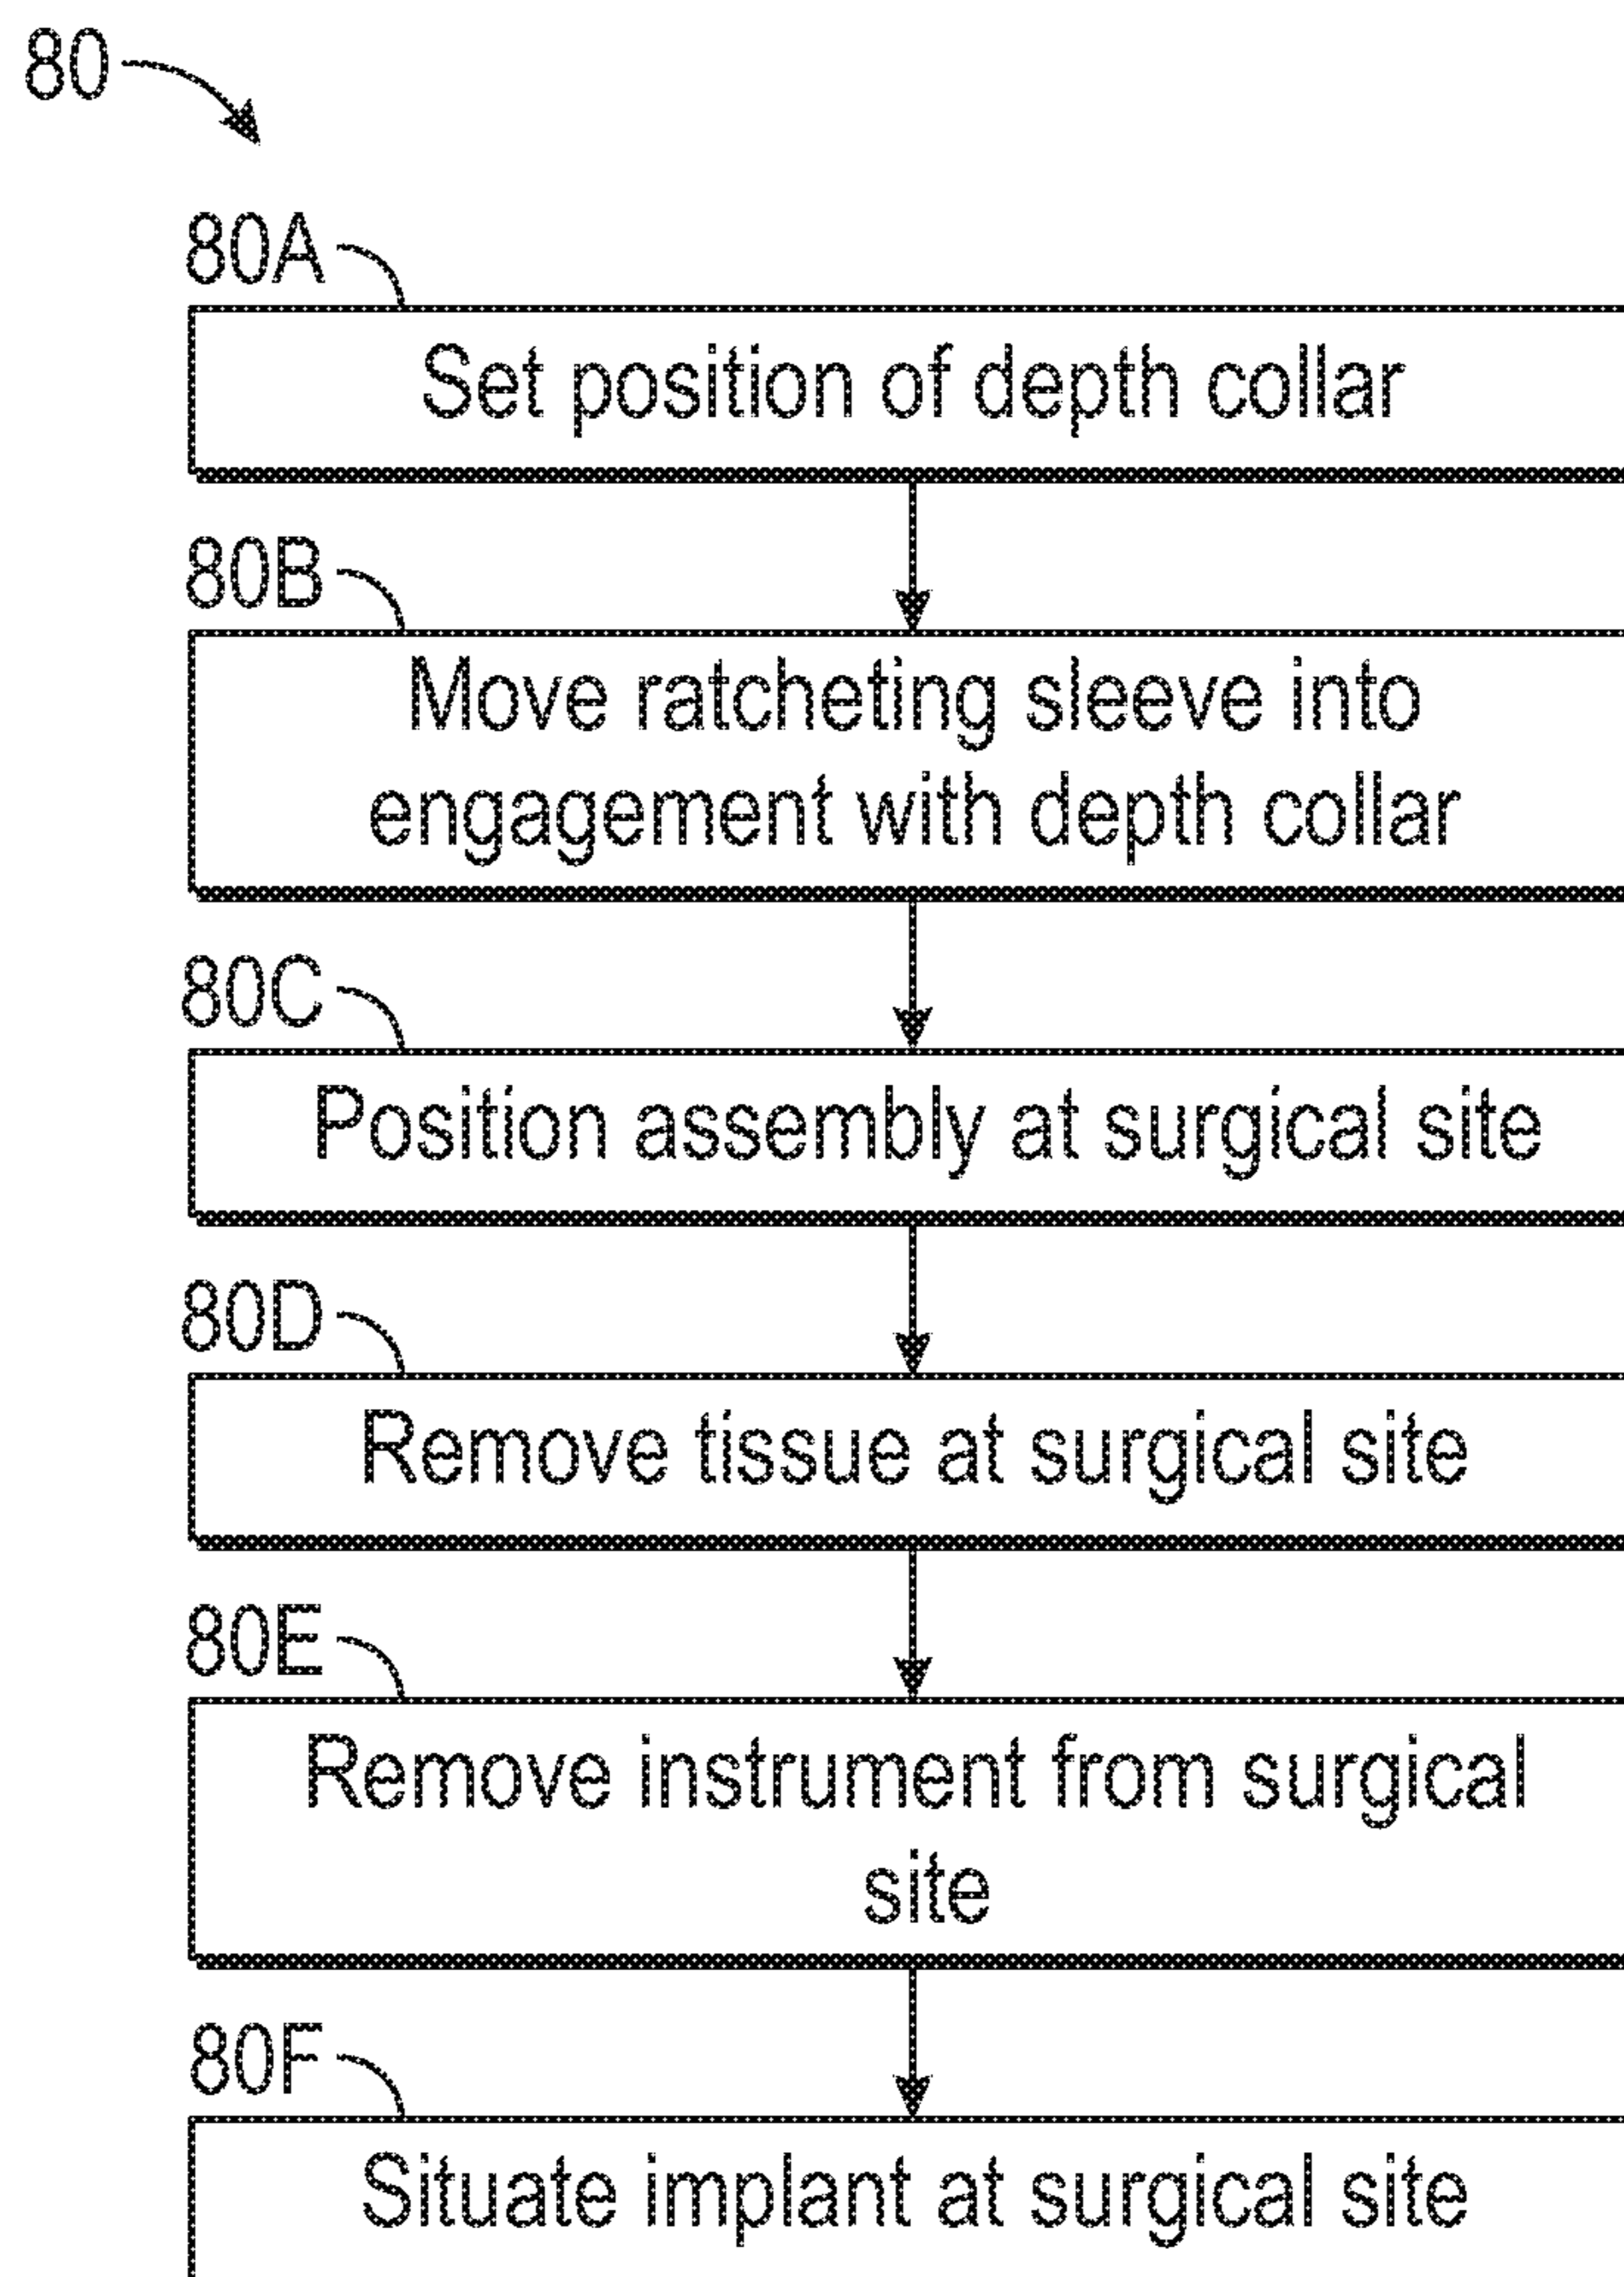 80
80A
Set position of depth collar
80B
Move ratcheting sleeve into
engagement with depth collar
80C
Position assembly at surgical site
80D
Remove tissue at surgical site
80E
Remove instrument from surgical
site
80F
Situate implant at surgical site